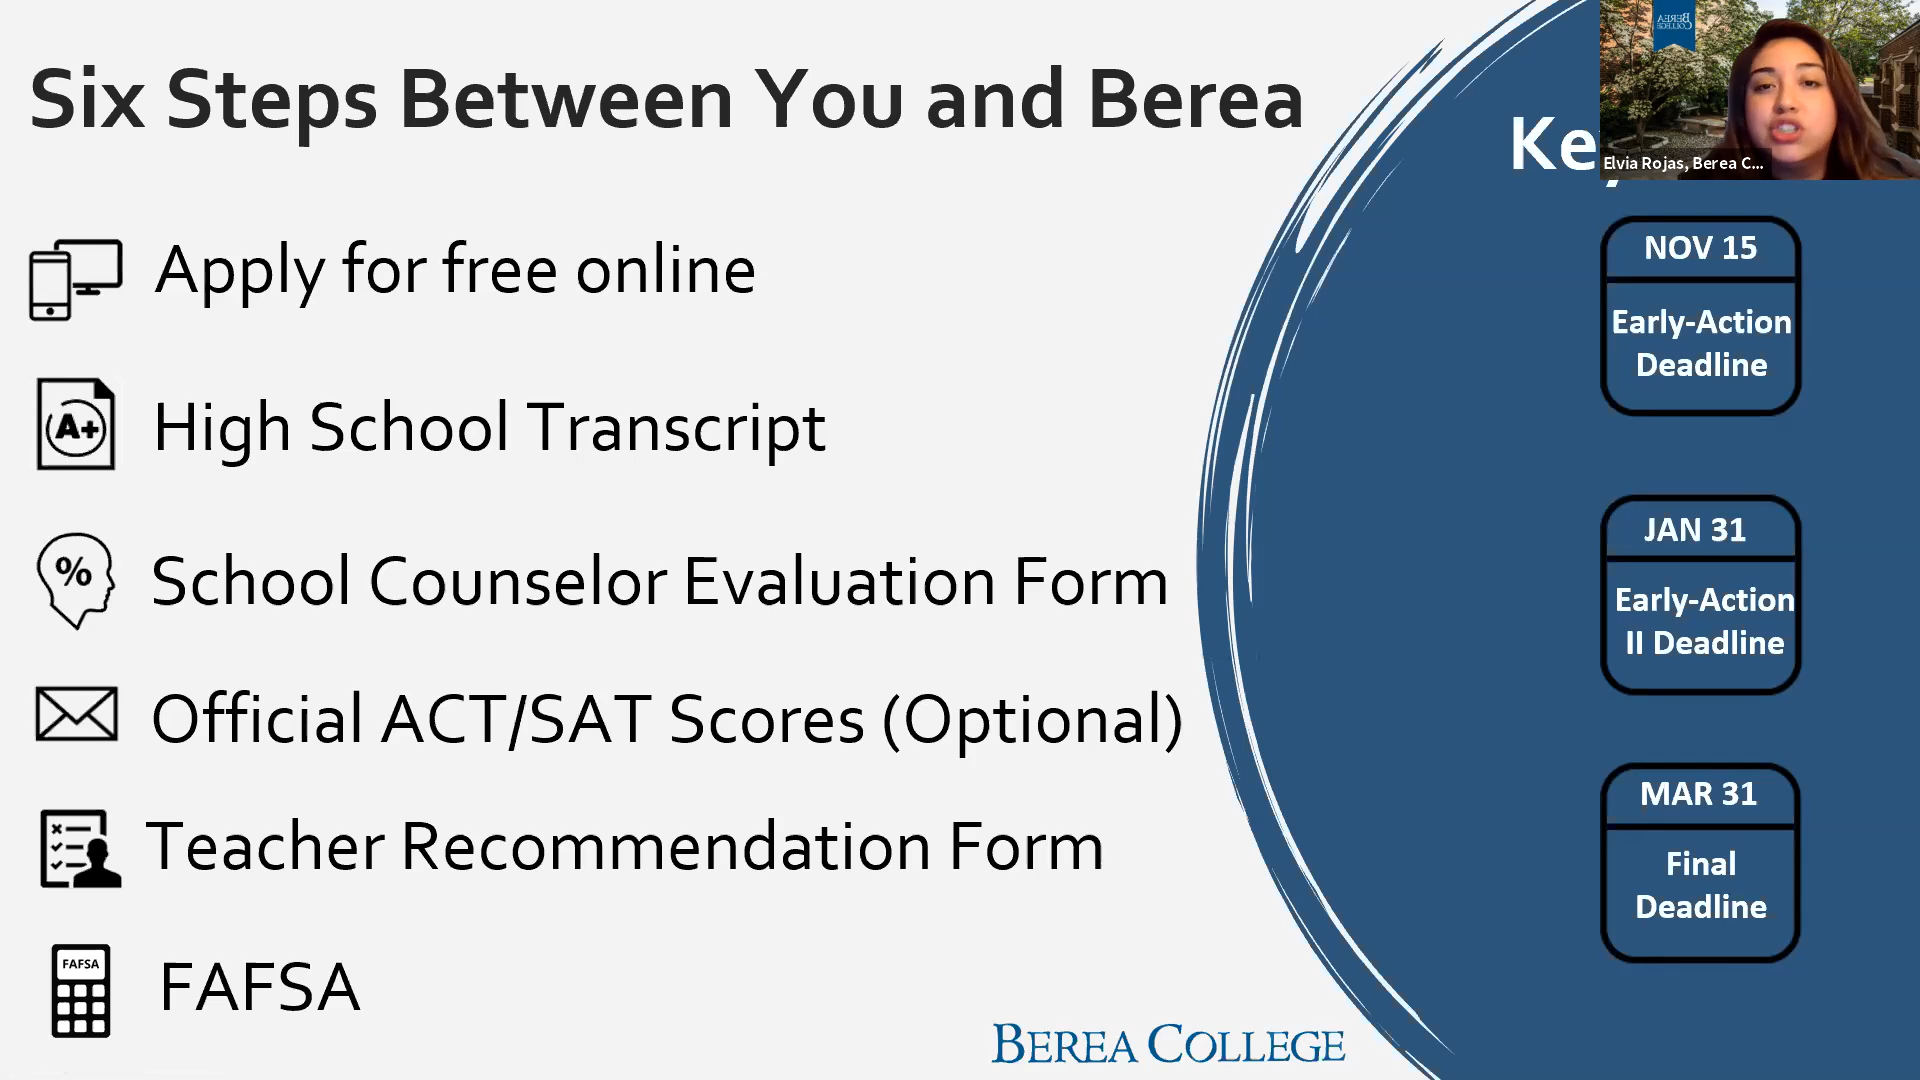 Six Steps Between You and Berea
Apply for free online
A+
High School Transcript
%
School Counselor Evaluation Form
Official ACT/SAT Scores (Optional)
Teacher Recommendation Form
FAFSA
FAFSA
BEREA COLLEGE
BEREA
COLLEGE
Elvia Rojas, Berea C...
NOV 15
Early-Action
Deadline
JAN 31
Early-Action
II Deadline
MAR 31
Final
Deadline